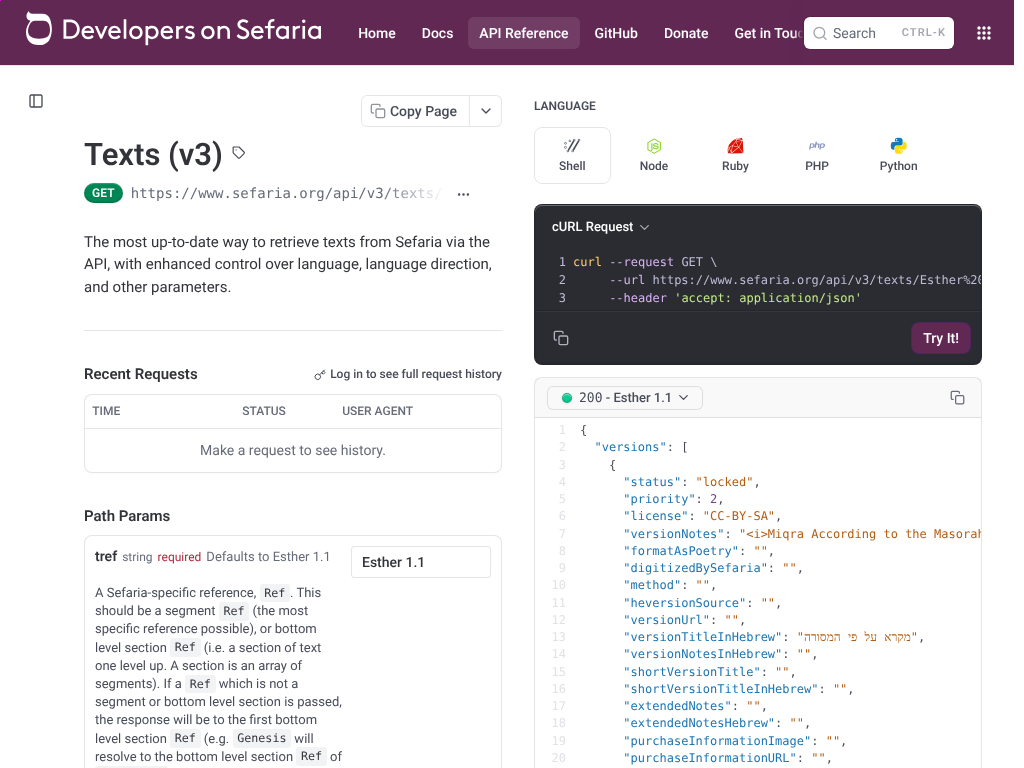 Developers on Sefaria
Home Docs API Reference GitHub Donate Get in Touc
Search CTRL-K
Copy Page
Texts (v3)
GET https://www.sefaria.org/api/v3/texts/ ...
The most up-to-date way to retrieve texts from Sefaria via the
API, with enhanced control over language, language direction,
and other parameters.
Recent Requests
Log in to see full request history
TIME STATUS USER AGENT
Make a request to see history.
Path Params
tref string required Defaults to Esther 1.1
Esther 1.1
A Sefaria-specific reference, Ref . This
should be a segment Ref (the most
specific reference possible), or bottom
level section Ref (i.e. a section of text
one level up. A section is an array of
segments). If a Ref which is not a
segment or bottom level section is passed,
the response will be to the first bottom
level section Ref (e.g. Genesis will
resolve to the bottom level section Ref of
LANGUAGE
Shell Node Ruby php PHP Python
cURL Request
1 curl --request GET \
2 --url https://www.sefaria.org/api/v3/texts/Esther%20
3 --header 'accept: application/json'
Try It!
200 - Esther 1.1
1 {
2 "versions": [
3 {
4 "status": "locked",
5 "priority": 2,
6 "license": "CC-BY-SA",
7 "versionNotes": "<i>Miqra According to the Masorah
8 "formatAsPoetry": "",
9 "digitizedBySefaria": "",
10 "method": "",
11 "heversionSource": "",
12 "versionUrl": "",
13 "versionTitleInHebrew": "מקרא על פי המסורה",
14 "versionNotesInHebrew": "",
15 "shortVersionTitle": "",
16 "shortVersionTitleInHebrew": "",
17 "extendedNotes": "",
18 "extendedNotesHebrew": "",
19 "purchaseInformationImage": "",
20 "purchaseInformationURL": "",